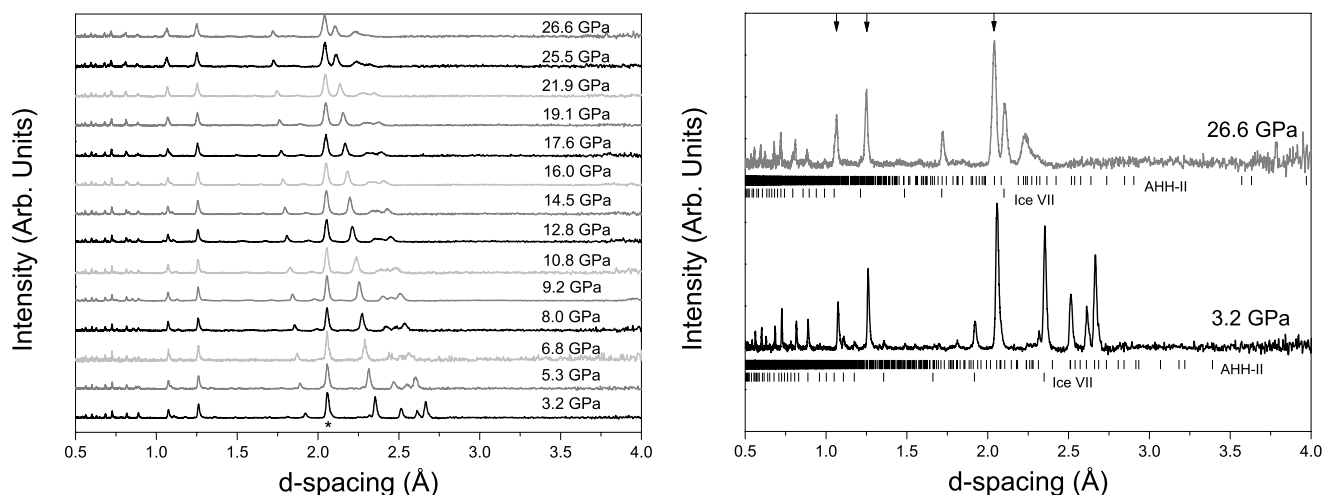 26.6 GPa
25.5 GPa
21.9 GPa
19.1 GPa
17.6 GPa
16.0 GPa
14.5 GPa
12.8 GPa
10.8 GPa
9.2 GPa
8.0 GPa
6.8 GPa
5.3 GPa
3.2 GPa
*
Intensity (Arb. Units)
0.5 1.0 1.5 2.0 2.5 3.0 3.5 4.0
d-spacing (Å)
26.6 GPa
AHH-II
Ice VII
3.2 GPa
AHH-II
Ice VII
Intensity (Arb. Units)
0.5 1.0 1.5 2.0 2.5 3.0 3.5 4.0
d-spacing (Å)